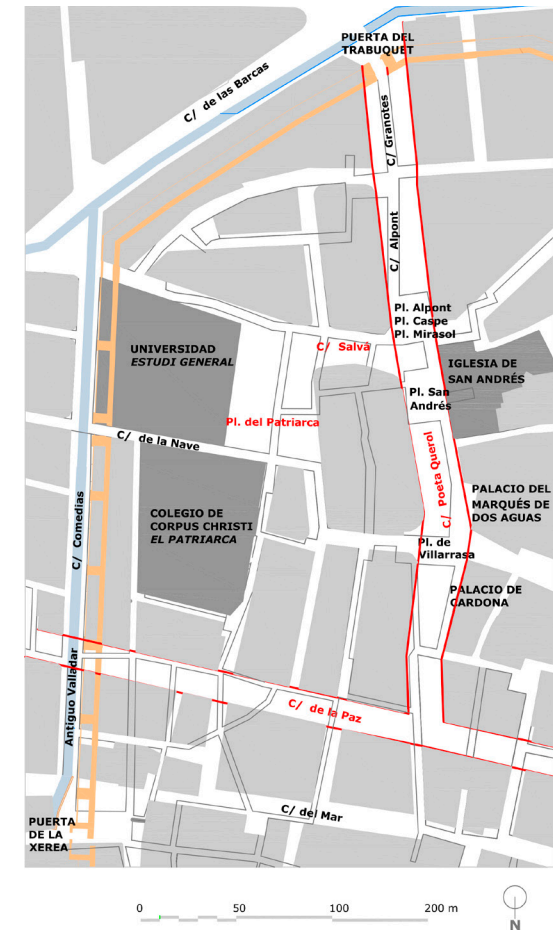 PUERTA DEL
TRABUQUET
C/ de las Barcas
C/ Granotes
C/ Alpont
Pl. Alpont
Pl. Caspe
Pl. Mirasol
C/ Salvá
UNIVERSIDAD
ESTUDI GENERAL
IGLESIA DE
SAN ANDRÉS
Pl. San
Andrés
Pl. del Patriarca
C/ de la Nave
C/ Poeta Querol
COLEGIO DE
CORPUS CHRISTI
EL PATRIARCA
PALACIO DEL
MARQUÉS DE
DOS AGUAS
C/ Comedias
Pl. de
Villarrasa
PALACIO DE
CARDONA
Antiguo Valladar
C/ de la Paz
C/ del Mar
PUERTA
DE LA
XEREA
0 50 100 200 m
N